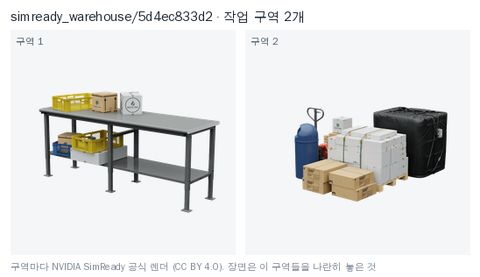 simready_warehouse/5d4ec833d2 · 작업 구역 2개
구역 1
구역 2
구역마다 NVIDIA SimReady 공식 렌더 (CC BY 4.0). 장면은 이 구역들을 나란히 놓은 것